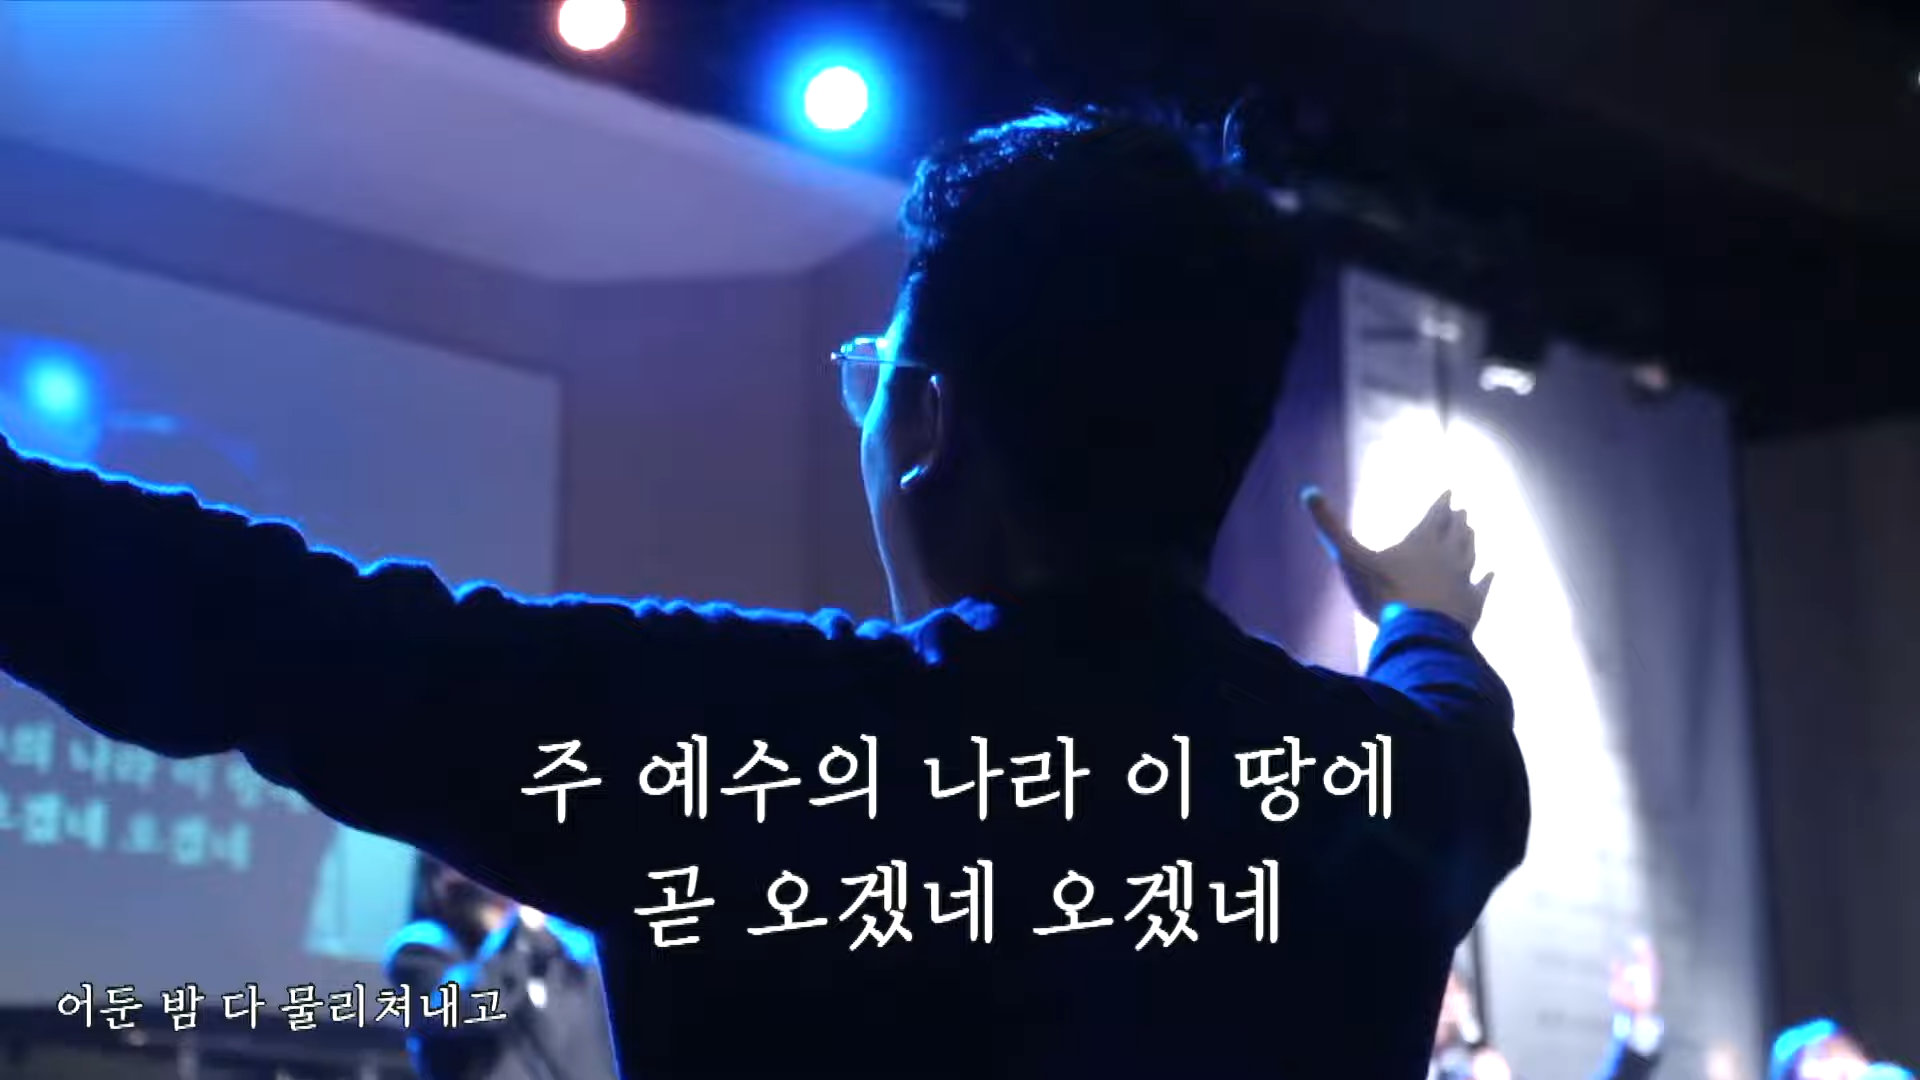 주 예수의 나라 이 땅에
곧 오겠네 오겠네
어둔 밤 다 물리쳐내고